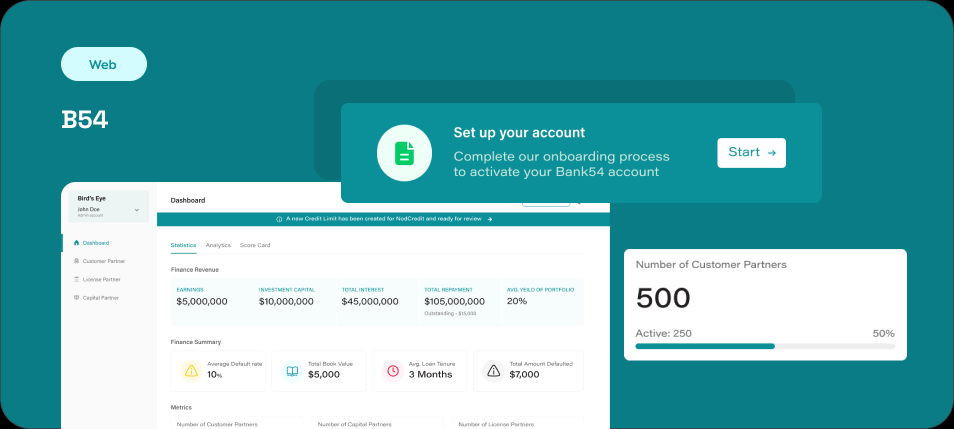 Web
B54
Set up your account
Complete our onboarding process
to activate your Bank54 account
Start →
Bird's Eye
John Doe
Admin account
Dashboard
Customer Partner
License Partner
Capital Partner
Dashboard
A new Credit Limit has been created for NodCredit and ready for review →
Statistics Analytics Score Card
Finance Revenue
EARNINGS INVESTMENT CAPITAL TOTAL INTEREST TOTAL REPAYMENT AVG. YEILD OF PORTFOLIO
$5,000,000 $10,000,000 $45,000,000 $105,000,000 20%
Outstanding - $15,000
Finance Summary
Average Default rate Total Book Value Avg. Loan Tenure Total Amount Defaulted
10% $5,000 3 Months $7,000
Metrics
Number of Customer Partners Number of Capital Partners Number of License Partners
Number of Customer Partners
500
Active: 250 50%